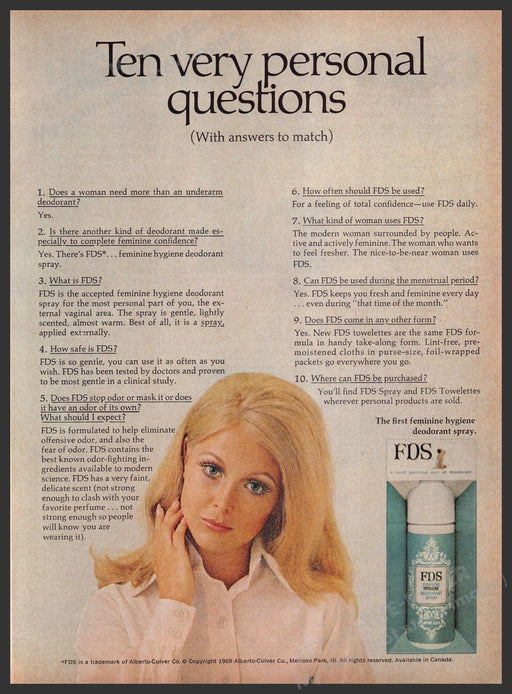 Ten very personal
questions
(With answers to match)
1. Does a woman need more than an underarm
deodorant?
Yes.
2. Is there another kind of deodorant made es-
pecially to complete feminine confidence?
Yes. There's FDS*... feminine hygiene deodorant
spray.
3. What is FDS?
FDS is the accepted feminine hygiene deodorant
spray for the most personal part of you, the ex-
ternal vaginal area. The spray is gentle, lightly
scented, almost warm. Best of all, it is a spray,
applied externally.
4. How safe is FDS?
FDS is so gentle, you can use it as often as you
wish. FDS has been tested by doctors and proven
to be most gentle in a clinical study.
5. Does FDS stop odor or mask it or does
it have an odor of its own?
What should I expect?
FDS is formulated to help eliminate
offensive odor, and also the
fear of odor. FDS contains the
best known odor-fighting in-
gredients available to modern
science. FDS has a very faint,
delicate scent (not strong
enough to clash with your
favorite perfume . . . not
strong enough so people
will know you are
wearing it).
6. How often should FDS be used?
For a feeling of total confidence—use FDS daily.
7. What kind of woman uses FDS?
The modern woman surrounded by people. Ac-
tive and actively feminine. The woman who wants
to feel fresher. The nice-to-be-near woman uses
FDS.
8. Can FDS be used during the menstrual period?
Yes. FDS keeps you fresh and feminine every day
. . . even during "that time of the month."
9. Does FDS come in any other form?
Yes. New FDS towelettes are the same FDS for-
mula in handy take-along form. Lint-free, pre-
moistened cloths in purse-size, foil-wrapped
packets go everywhere you go.
10. Where can FDS be purchased?
You'll find FDS Spray and FDS Towelettes
wherever personal products are sold.
The first feminine hygiene
deodorant spray.
FDS
a most personal sort of deodorant
FDS
FEMININE
HYGIENE
DEODORANT
SPRAY
*FDS is a trademark of Alberto-Culver Co. © Copyright 1969 Alberto-Culver Co., Melrose Park, Ill. All rights reserved. Available in Canada.